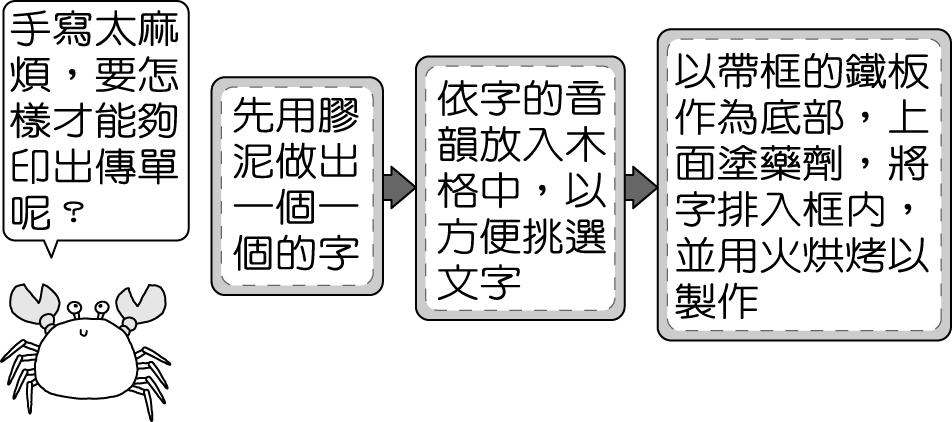 手寫太麻
煩，要怎
樣才能夠
印出傳單
呢？
先用膠
泥做出
一個一
個的字
依字的音
韻放入木
格中，以
方便挑選
文字
以帶框的鐵板
作為底部，上
面塗藥劑，將
字排入框內，
並用火烘烤以
製作